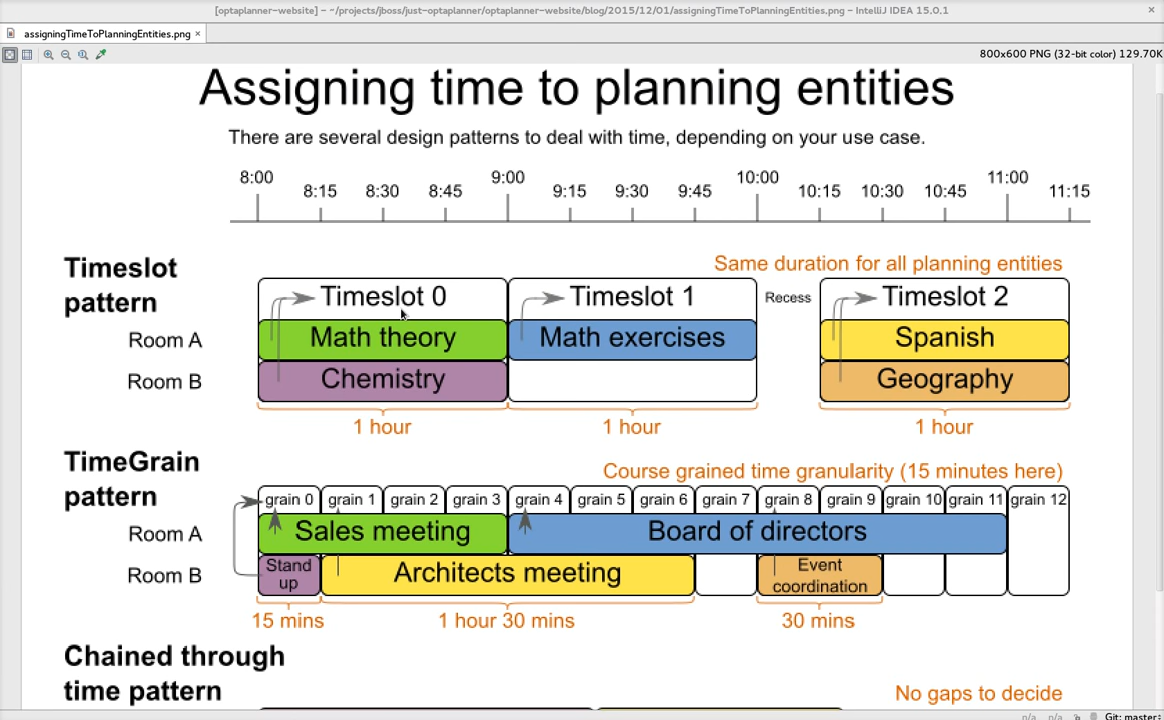 [optaplanner-website] – ~/projects/jboss/just-optaplanner/optaplanner-website/blog/2015/12/01/assigningTimeToPlanningEntities.png – IntelliJ IDEA 15.0.1
assigningTimeToPlanningEntities.png
800x600 PNG (32-bit color) 129.70K
Assigning time to planning entities
There are several design patterns to deal with time, depending on your use case.
8:00 8:15 8:30 8:45 9:00 9:15 9:30 9:45 10:00 10:15 10:30 10:45 11:00 11:15
Timeslot
pattern
Same duration for all planning entities
Timeslot 0 Timeslot 1 Recess Timeslot 2
Room A Math theory Math exercises Spanish
Room B Chemistry Geography
1 hour 1 hour 1 hour
TimeGrain
pattern
Course grained time granularity (15 minutes here)
grain 0 grain 1 grain 2 grain 3 grain 4 grain 5 grain 6 grain 7 grain 8 grain 9 grain 10 grain 11 grain 12
Room A Sales meeting Board of directors
Room B Stand up Architects meeting Event coordination
15 mins 1 hour 30 mins 30 mins
Chained through
time pattern
No gaps to decide
n/a n/a Git: master